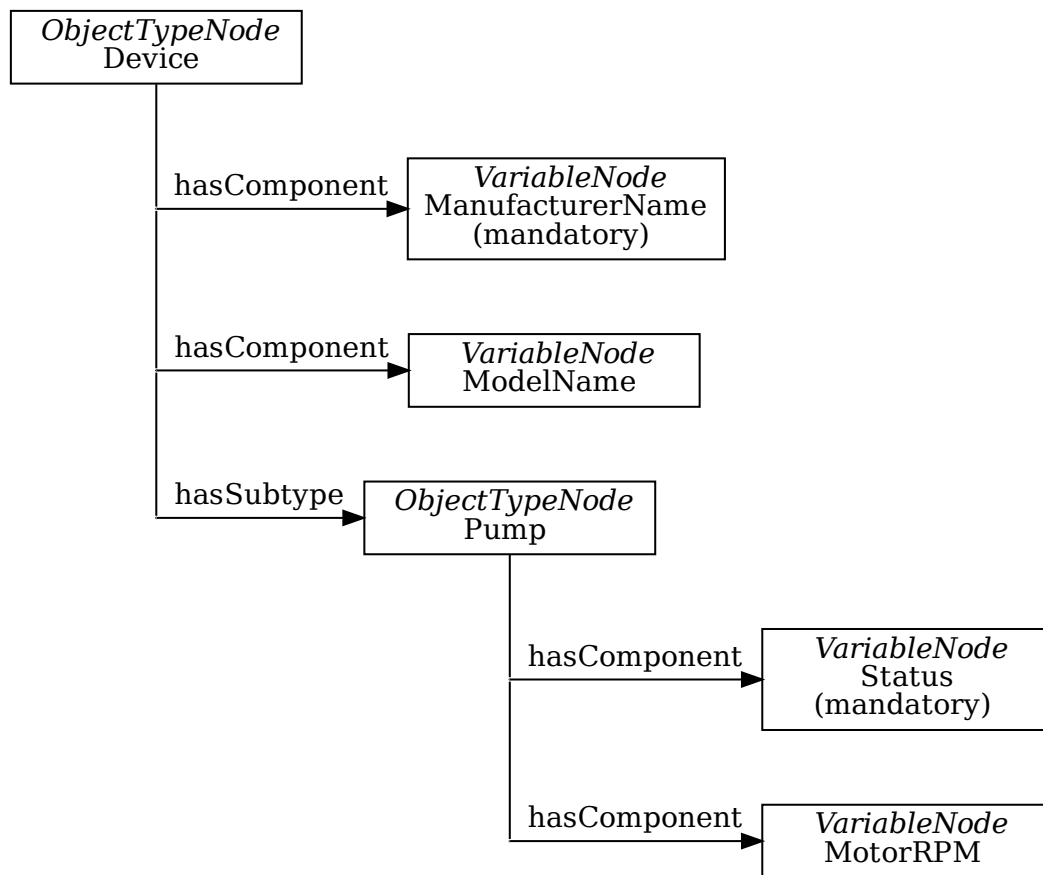 ObjectTypeNode
Device
hasComponent
VariableNode
ManufacturerName
(mandatory)
hasComponent
VariableNode
ModelName
hasSubtype
ObjectTypeNode
Pump
hasComponent
VariableNode
Status
(mandatory)
hasComponent
VariableNode
MotorRPM